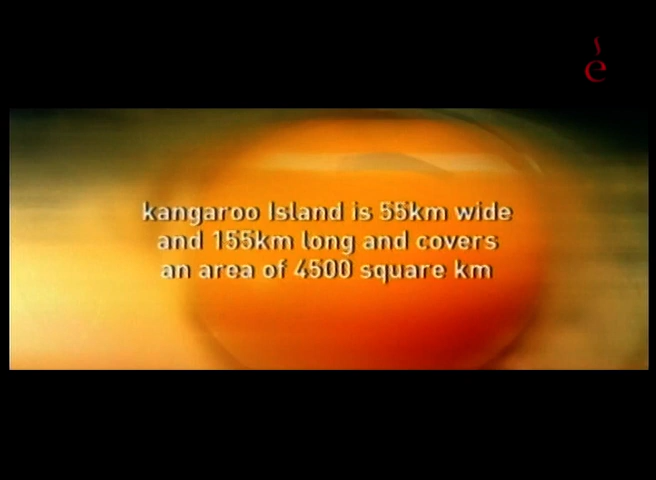 e
kangaroo Island is 55km wide
and 155km long and covers
an area of 4500 square km